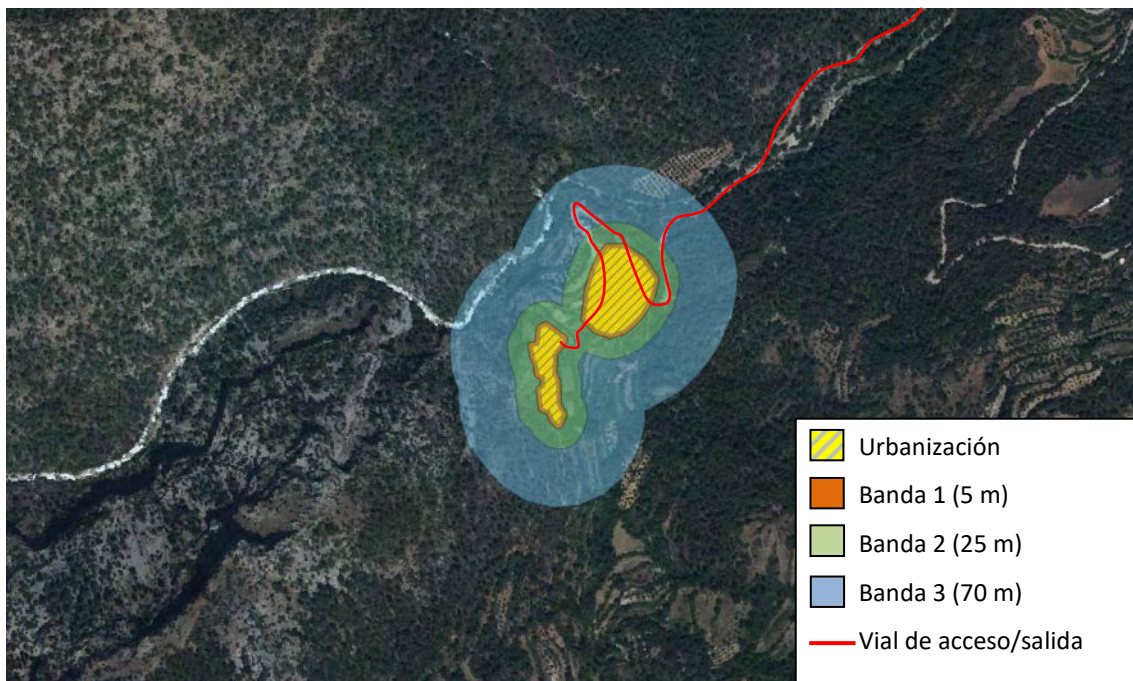 Urbanización
Banda 1 (5 m)
Banda 2 (25 m)
Banda 3 (70 m)
Vial de acceso/salida